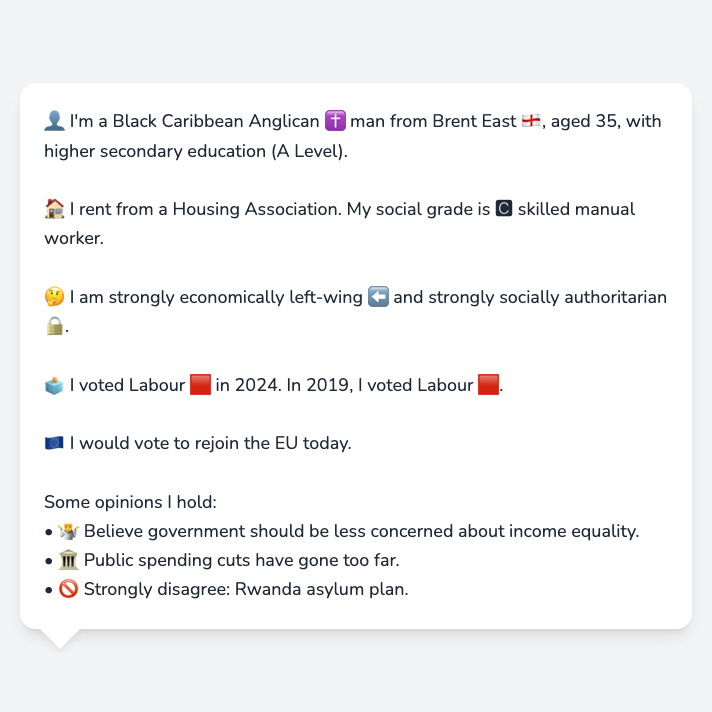 👤 I'm a Black Caribbean Anglican ✝️ man from Brent East 🏴󠁧󠁢󠁥󠁮󠁧󠁿, aged 35, with
higher secondary education (A Level).
🏠 I rent from a Housing Association. My social grade is 🅲 skilled manual
worker.
🤔 I am strongly economically left-wing ⬅️ and strongly socially authoritarian
🔒.
🗳️ I voted Labour 🟥 in 2024. In 2019, I voted Labour 🟥.
🇪🇺 I would vote to rejoin the EU today.
Some opinions I hold:
• 🤷 Believe government should be less concerned about income equality.
• 🏛️ Public spending cuts have gone too far.
• 🚫 Strongly disagree: Rwanda asylum plan.